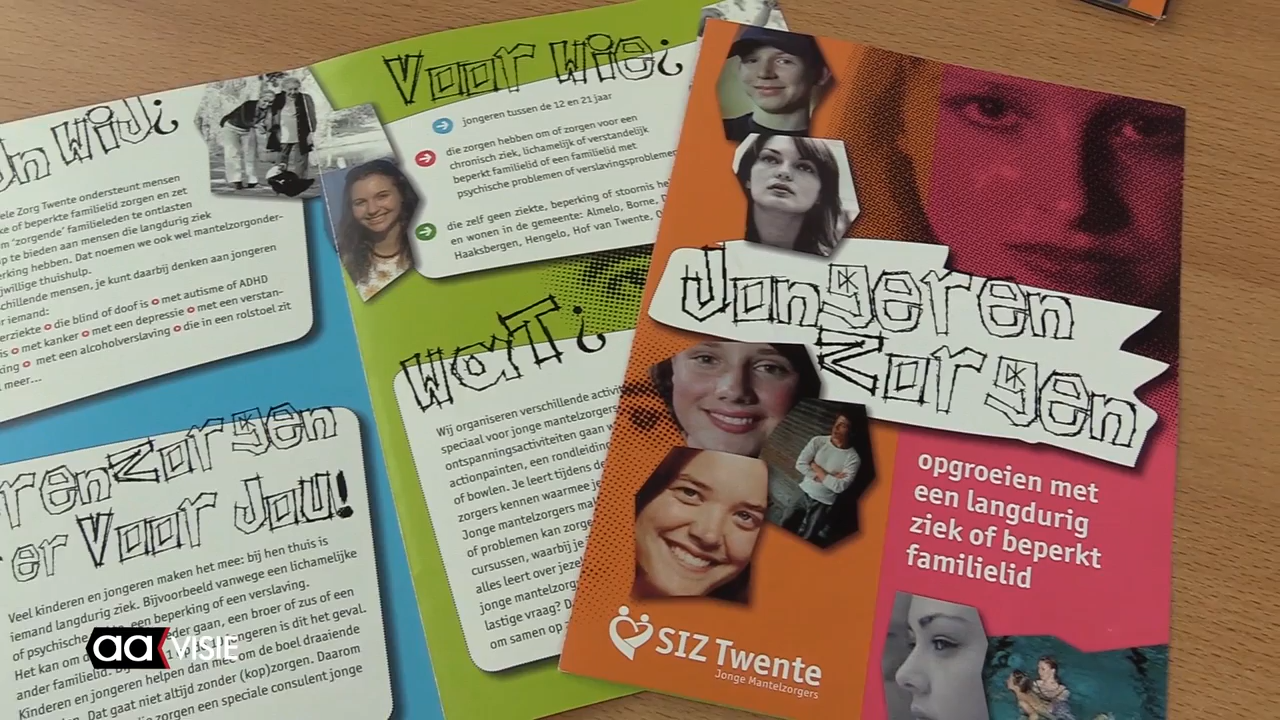 Wij?
ele Zorg Twente ondersteunt mensen
ke of beperkte familielid zorgen en zet
m 'zorgende' familieleden te ontlasten
p te bieden aan mensen die langdurig ziek
erking hebben. Dat noemen we ook wel mantelzorgonder-
ijwillige thuishulp.
schillende mensen, je kunt daarbij denken aan jongeren
r iemand:
erziekte die blind of doof is met autisme of ADHD
is met kanker met een depressie met een verstan-
king met een alcoholverslaving die in een rolstoel zit
l meer...
renzorgen
er voor jou!
Veel kinderen en jongeren maken het mee: bij hen thuis is
iemand langdurig ziek. Bijvoorbeeld vanwege een lichamelijke
of psychische een beperking of een verslaving.
Het kan om gaan, een broer of zus of een
ander familielid. jongeren is dit het geval.
Kinderen en jongeren helpen dan mee om de boel draaiende
Dat gaat niet altijd zonder (kop)zorgen. Daarom
zorgen een speciale consulent jonge
Voor wie?
jongeren tussen de 12 en 21 jaar
die zorgen hebben om of zorgen voor een
chronisch ziek, lichamelijk of verstandelijk
beperkt familielid of een familielid met
psychische problemen of verslavingsproblemen
die zelf geen ziekte, beperking of stoornis he
en wonen in de gemeente: Almelo, Borne,
Haaksbergen, Hengelo, Hof van Twente,
Wat?
Wij organiseren verschillende activit
speciaal voor jonge mantelzorgers
ontspanningsactiviteiten gaan w
actionpainten, een rondleiding
of bowlen. Je leert tijdens de
zorgers kennen waarmee je
Jonge mantelzorgers mak
of problemen kan zorge
cursussen, waarbij je
alles leert over jeze
jonge mantelzorg
lastige vraag? D
om samen op
Jongeren
Zorgen
opgroeien met
een langdurig
ziek of beperkt
familielid
SIZ Twente
Jonge Mantelzorgers
aa VISIE